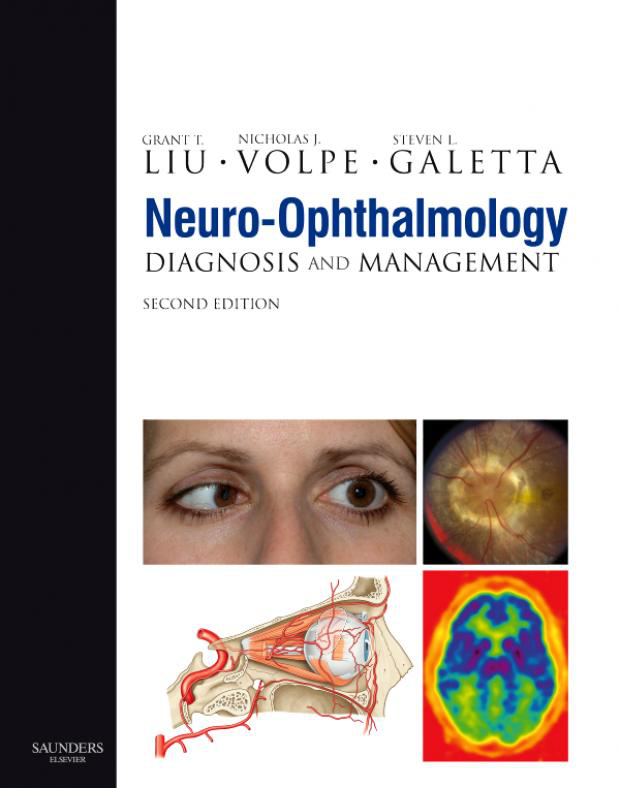 GRANT T. NICHOLAS J. STEVEN L.
LIU · VOLPE · GALETTA
Neuro-Ophthalmology
DIAGNOSIS AND MANAGEMENT
SECOND EDITION
SAUNDERS
ELSEVIER